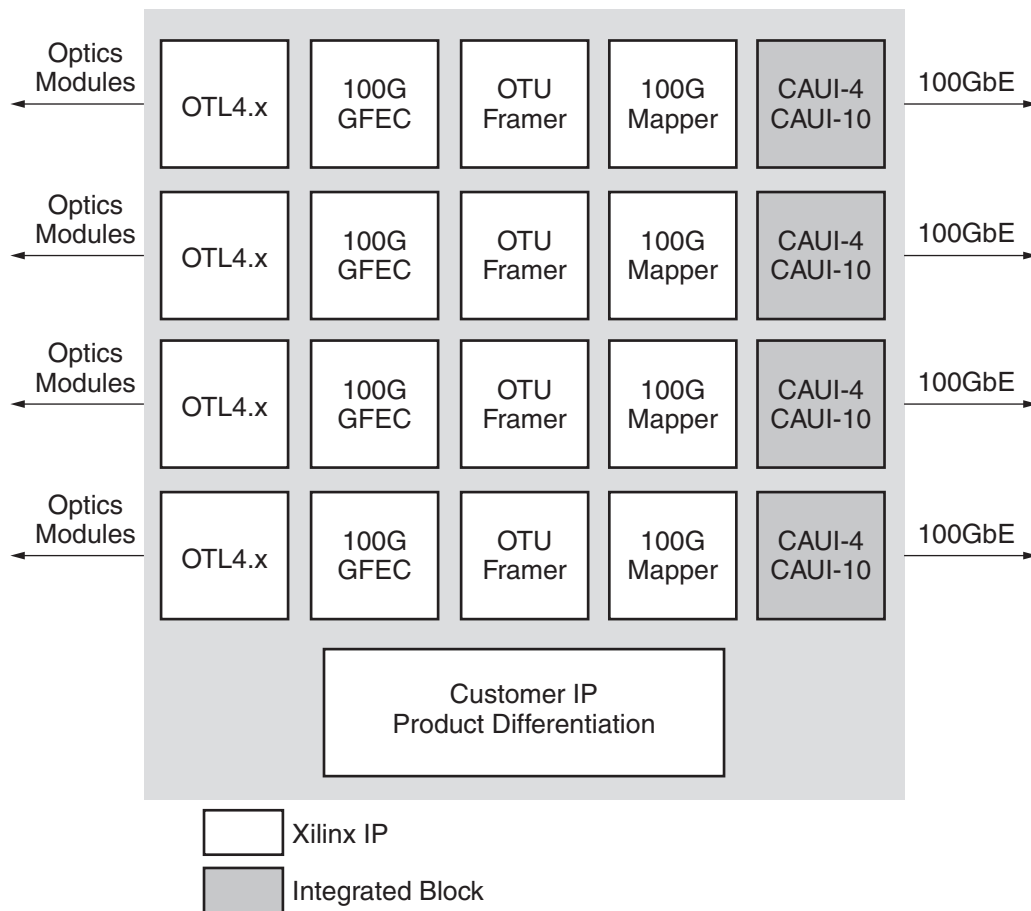 Optics
Modules
OTL4.x
100G
GFEC
OTU
Framer
100G
Mapper
CAUI-4
CAUI-10
100GbE
Optics
Modules
OTL4.x
100G
GFEC
OTU
Framer
100G
Mapper
CAUI-4
CAUI-10
100GbE
Optics
Modules
OTL4.x
100G
GFEC
OTU
Framer
100G
Mapper
CAUI-4
CAUI-10
100GbE
Optics
Modules
OTL4.x
100G
GFEC
OTU
Framer
100G
Mapper
CAUI-4
CAUI-10
100GbE
Customer IP
Product Differentiation
Xilinx IP
Integrated Block